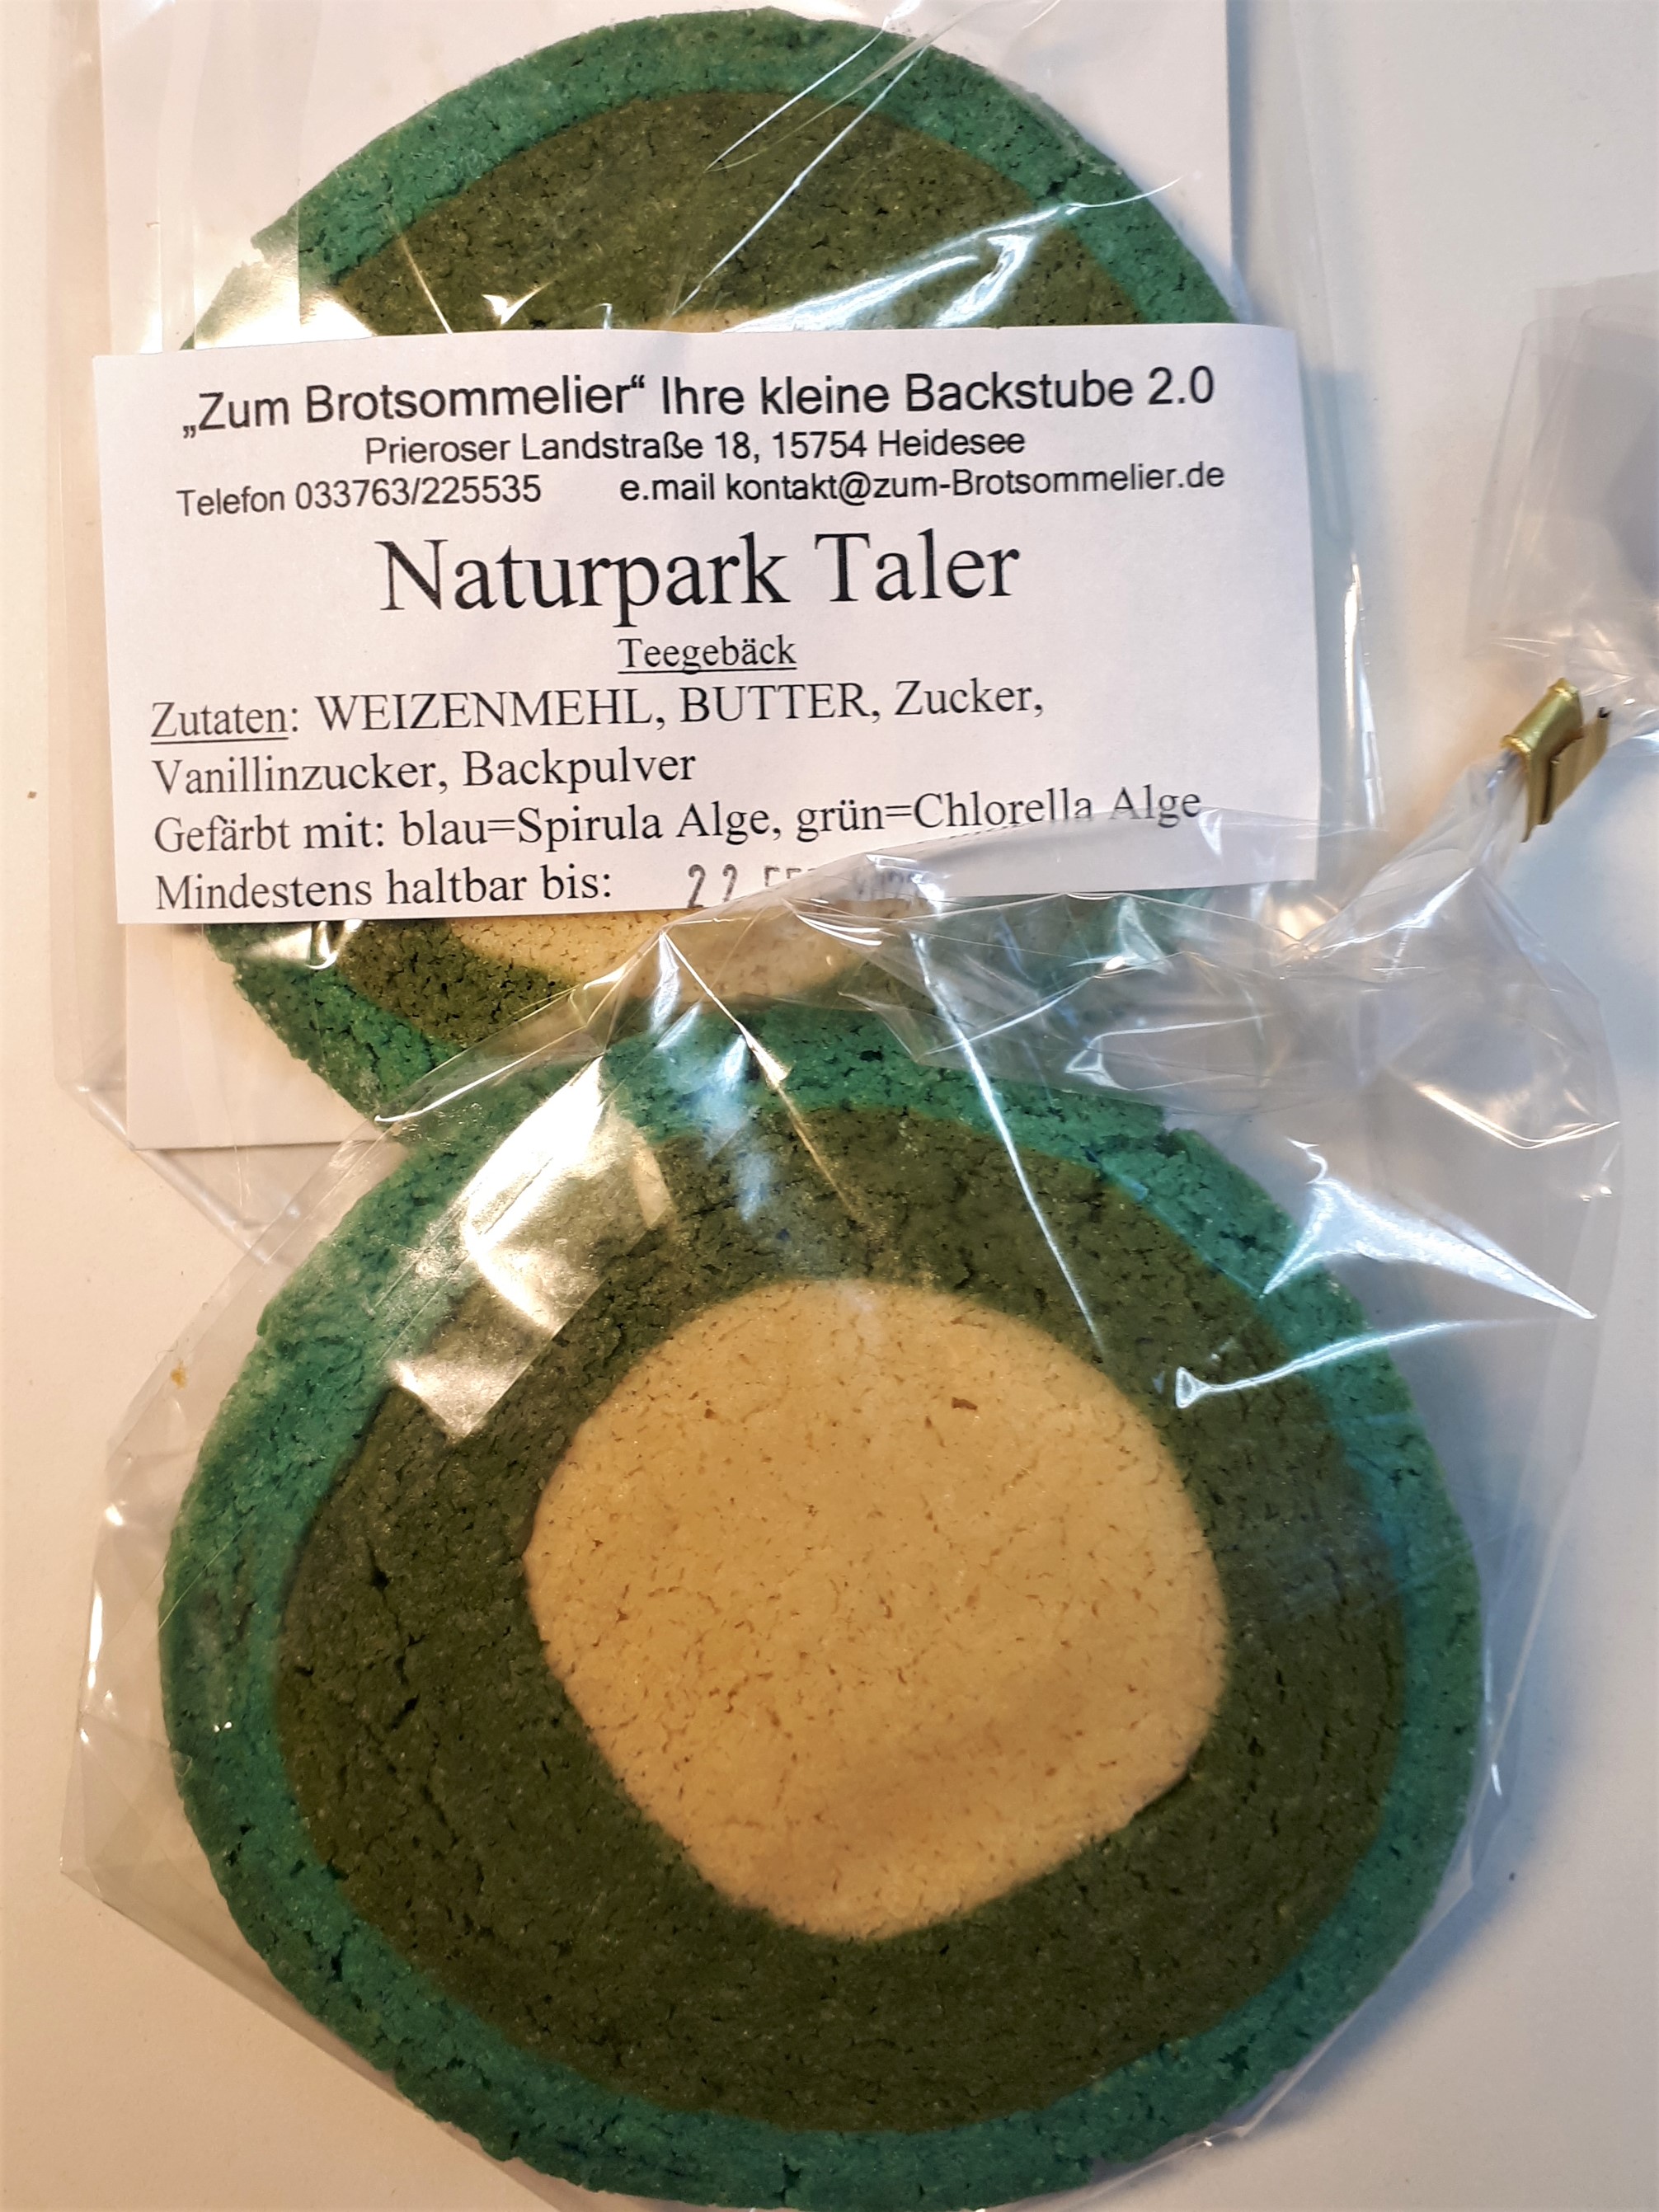 „Zum Brotsommelier“ Ihre kleine Backstube 2.0
Prieroser Landstraße 18, 15754 Heidesee
Telefon 033763/225535 e.mail kontakt@zum-Brotsommelier.de
Naturpark Taler
Teegebäck
Zutaten: WEIZENMEHL, BUTTER, Zucker,
Vanillinzucker, Backpulver
Gefärbt mit: blau=Spirula Alge, grün=Chlorella Alge
Mindestens haltbar bis: 22